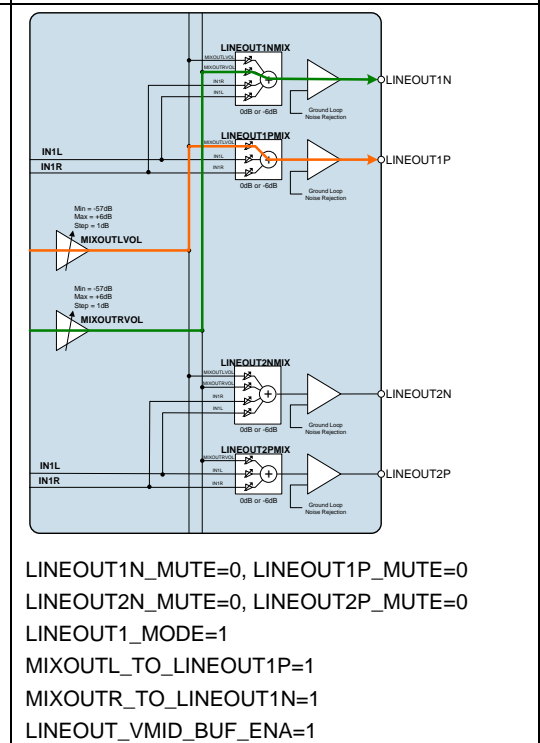 LINEOUT1NMIX
MIXOUTLVOL
MIXOUTRVOL
IN1R
IN1L
0dB or -6dB
Ground Loop
Noise Rejection
LINEOUT1N
LINEOUT1PMIX
MIXOUTLVOL
IN1L
IN1R
0dB or -6dB
Ground Loop
Noise Rejection
LINEOUT1P
IN1L
IN1R
Min = -57dB
Max = +6dB
Step = 1dB
MIXOUTLVOL
Min = -57dB
Max = +6dB
Step = 1dB
MIXOUTRVOL
LINEOUT2NMIX
MIXOUTLVOL
MIXOUTRVOL
IN1R
IN1L
0dB or -6dB
Ground Loop
Noise Rejection
LINEOUT2N
LINEOUT2PMIX
MIXOUTRVOL
IN1L
IN1R
0dB or -6dB
Ground Loop
Noise Rejection
LINEOUT2P
IN1L
IN1R
LINEOUT1N_MUTE=0, LINEOUT1P_MUTE=0
LINEOUT2N_MUTE=0, LINEOUT2P_MUTE=0
LINEOUT1_MODE=1
MIXOUTL_TO_LINEOUT1P=1
MIXOUTR_TO_LINEOUT1N=1
LINEOUT_VMID_BUF_ENA=1